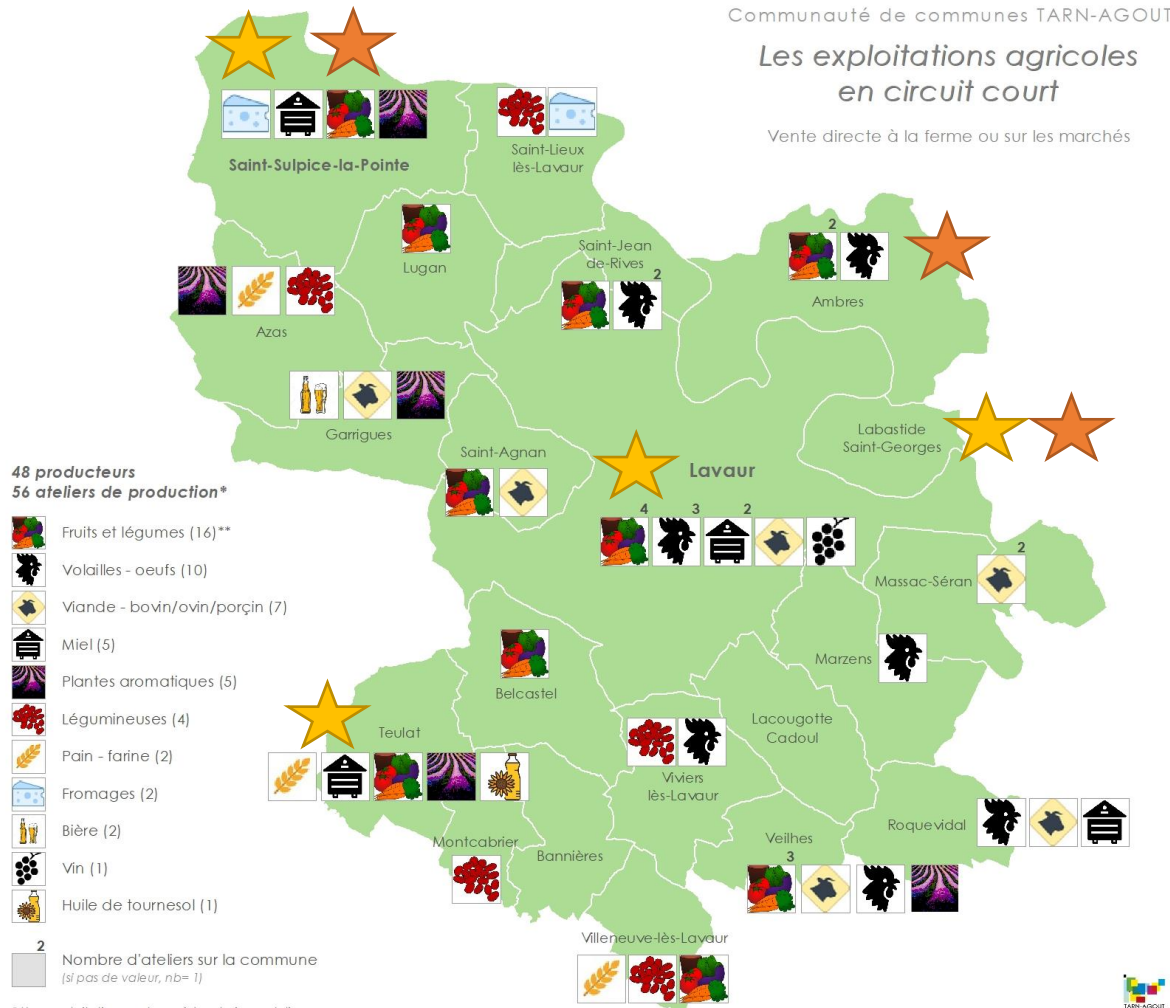 Communauté de communes TARN-AGOUT
Les exploitations agricoles
en circuit court
Vente directe à la ferme ou sur les marchés
Saint-Sulpice-la-Pointe
Saint-Lieux
lès-Lavaur
Lugan
Saint-Jean
de-Rives
2
2
Ambres
Azas
Garrigues
Saint-Agnan
Labastide
Saint-Georges
Lavaur
4
3
2
Massac-Séran
2
Marzens
Belcastel
Teulat
Lacougotte
Cadoul
Viviers
lès-Lavaur
Montcabrier
Bannières
Veilhes
3
Roquevidal
Villeneuve-lès-Lavaur
48 producteurs
56 ateliers de production*
Fruits et légumes (16)**
Volailles - oeufs (10)
Viande - bovin/ovin/porçin (7)
Miel (5)
Plantes aromatiques (5)
Légumineuses (4)
Pain - farine (2)
Fromages (2)
Bière (2)
Vin (1)
Huile de tournesol (1)
2
Nombre d'ateliers sur la commune
(si pas de valeur, nb= 1)
TARN-AGOUT